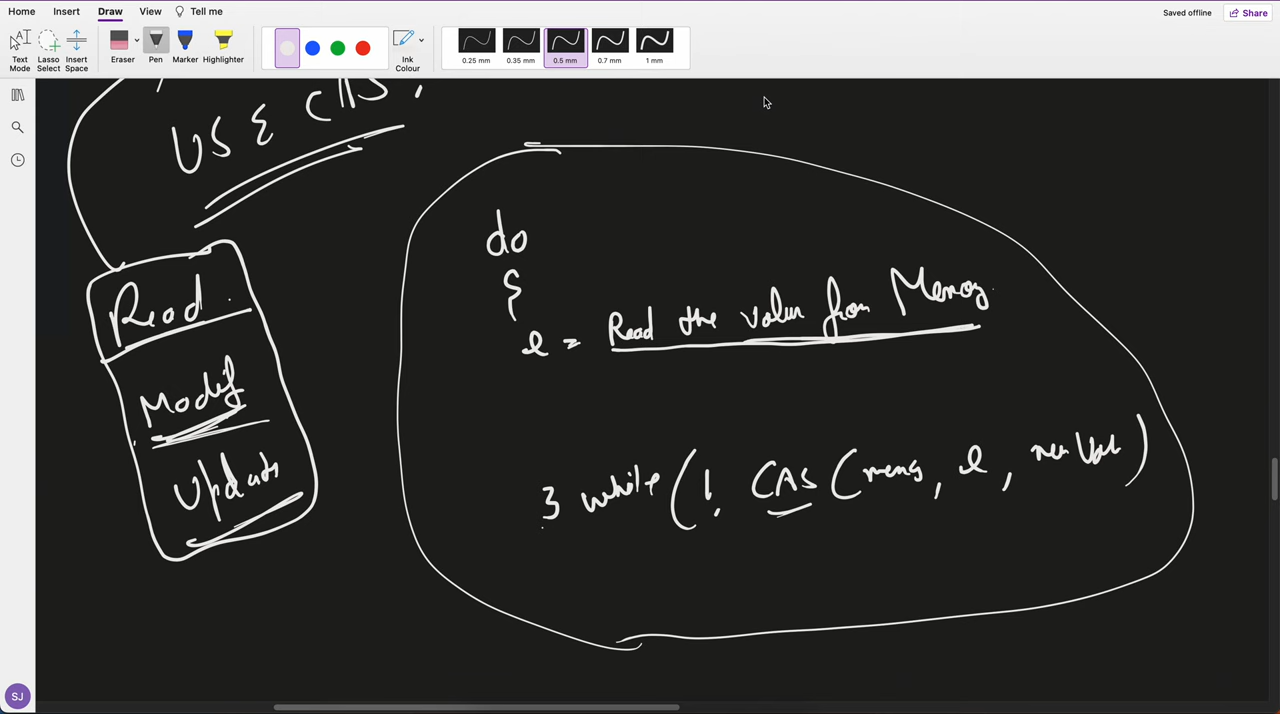 Home Insert Draw View Tell me
Saved offline Share
Text Mode
Lasso Select
Insert Space
Eraser
Pen
Marker
Highlighter
Ink Colour
0.25 mm 0.35 mm 0.5 mm 0.7 mm 1 mm
USE CAS,
do
{
e = Read the value from Memory
} while (! CAS (mem, e, newVal)
Read
Modify
Update
SJ